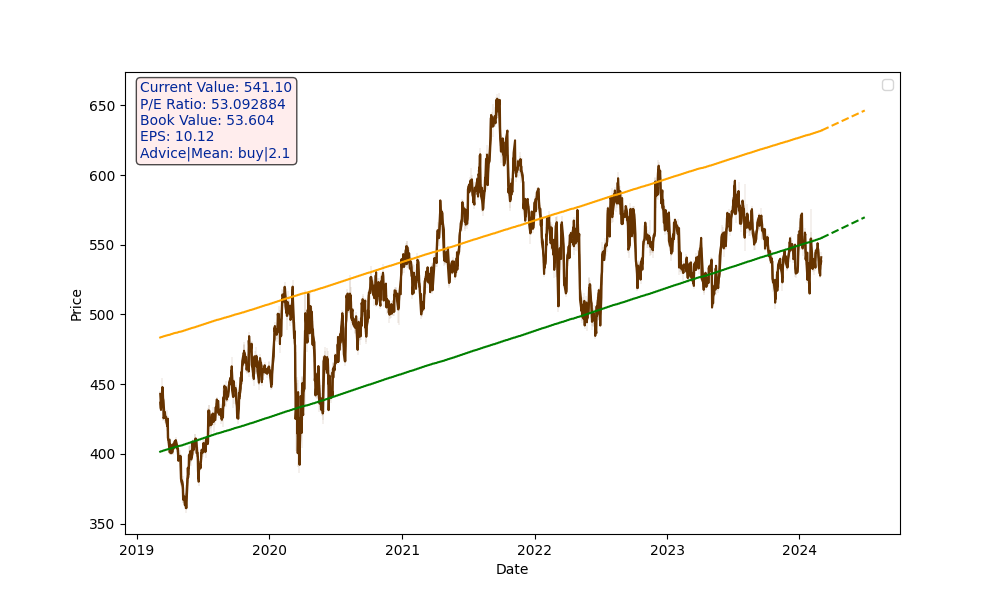 Current Value: 541.10
P/E Ratio: 53.092884
Book Value: 53.604
EPS: 10.12
Advice|Mean: buy|2.1
650
600
550
500
450
400
350
Price
2019
2020
2021
2022
2023
2024
Date